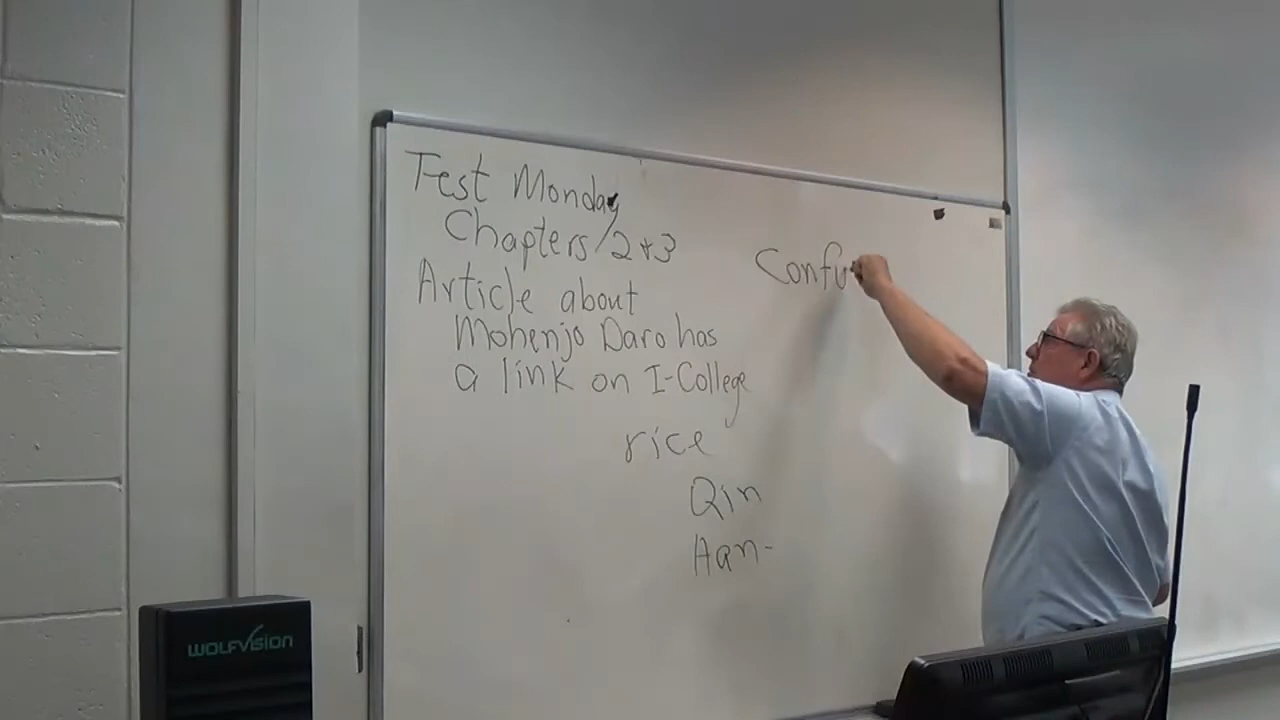 Test Monday
Chapters 2+3
Article about
Mohenjo Daro has
a link on I-College
rice
Qin
Han-
Confu
WOLFVISION